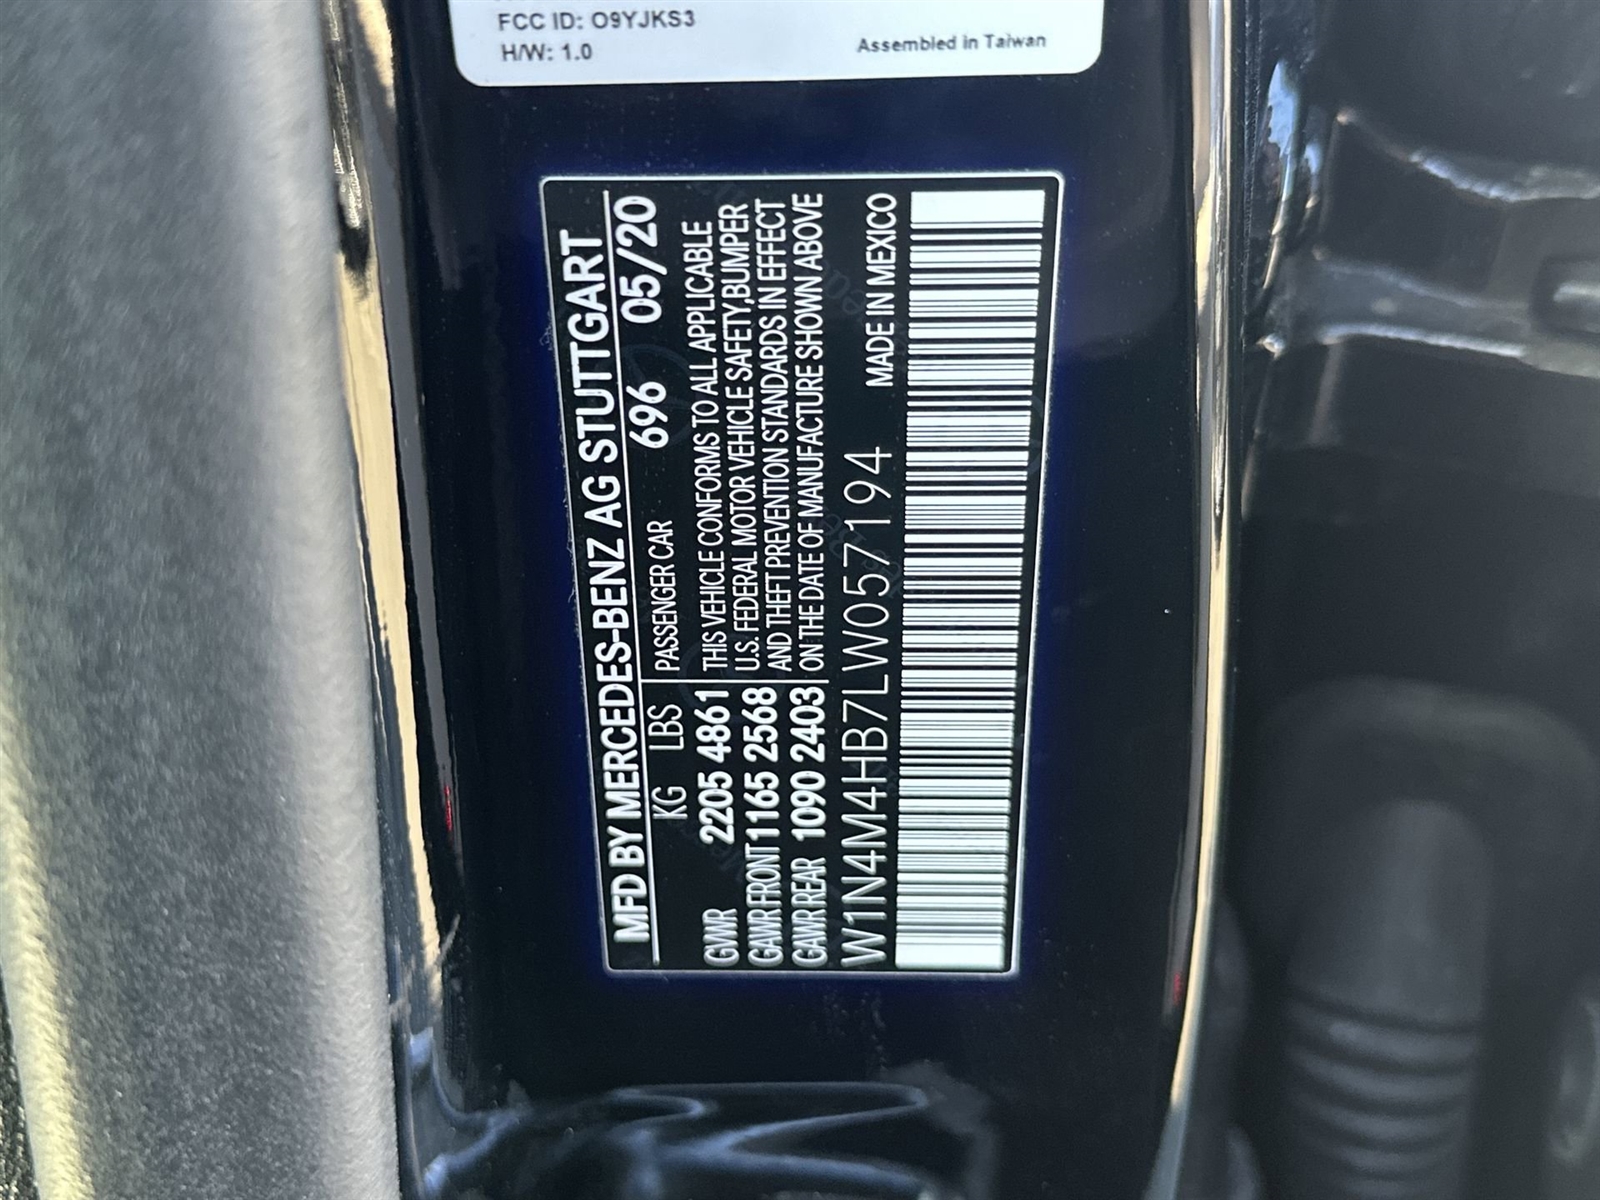 FCC ID: O9YJKS3
H/W: 1.0
Assembled in Taiwan
MFD BY MERCEDES-BENZ AG STUTTGART
KG LBS PASSENGER CAR 696 05/20
GVWR 2205 4861
GAWR FRONT 1165 2568
GAWR REAR 1090 2403
THIS VEHICLE CONFORMS TO ALL APPLICABLE
U.S. FEDERAL MOTOR VEHICLE SAFETY,BUMPER
AND THEFT PREVENTION STANDARDS IN EFFECT
ON THE DATE OF MANUFACTURE SHOWN ABOVE
W1N4M4HB7LW057194 MADE IN MEXICO